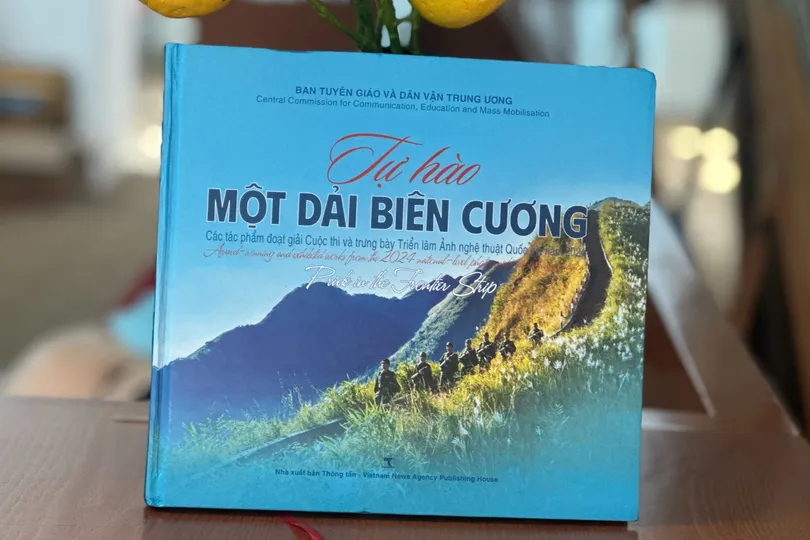 BAN TUYÊN GIÁO VÀ DÂN VẬN TRUNG ƯƠNG
Central Commission for Communication, Education and Mass Mobilisation
Tự hào
MỘT DẢI BIÊN CƯƠNG
Các tác phẩm đoạt giải Cuộc thi và trưng bày Triển lãm Ảnh nghệ thuật Quốc
Award-winning and exhibited works from the 2024 national-level
Pride in the Frontier Strip
Nhà xuất bản Thông tấn - Vietnam News Agency Publishing House